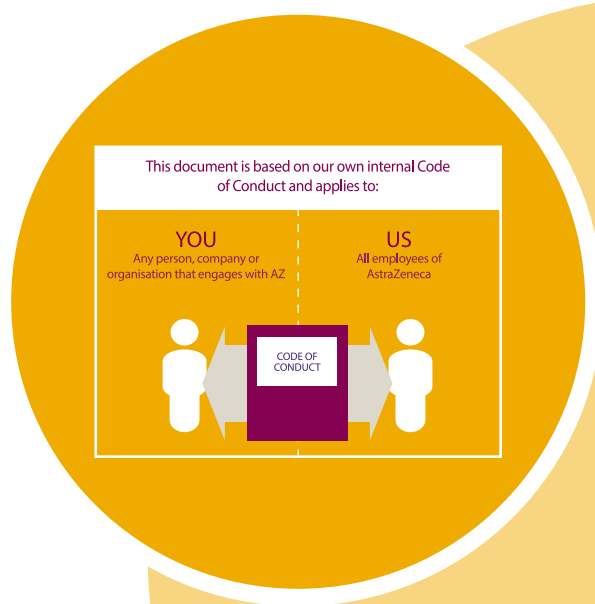 This document is based on our own internal Code
of Conduct and applies to:
YOU
Any person, company or
organisation that engages with AZ
US
All employees of
AstraZeneca
CODE OF
CONDUCT